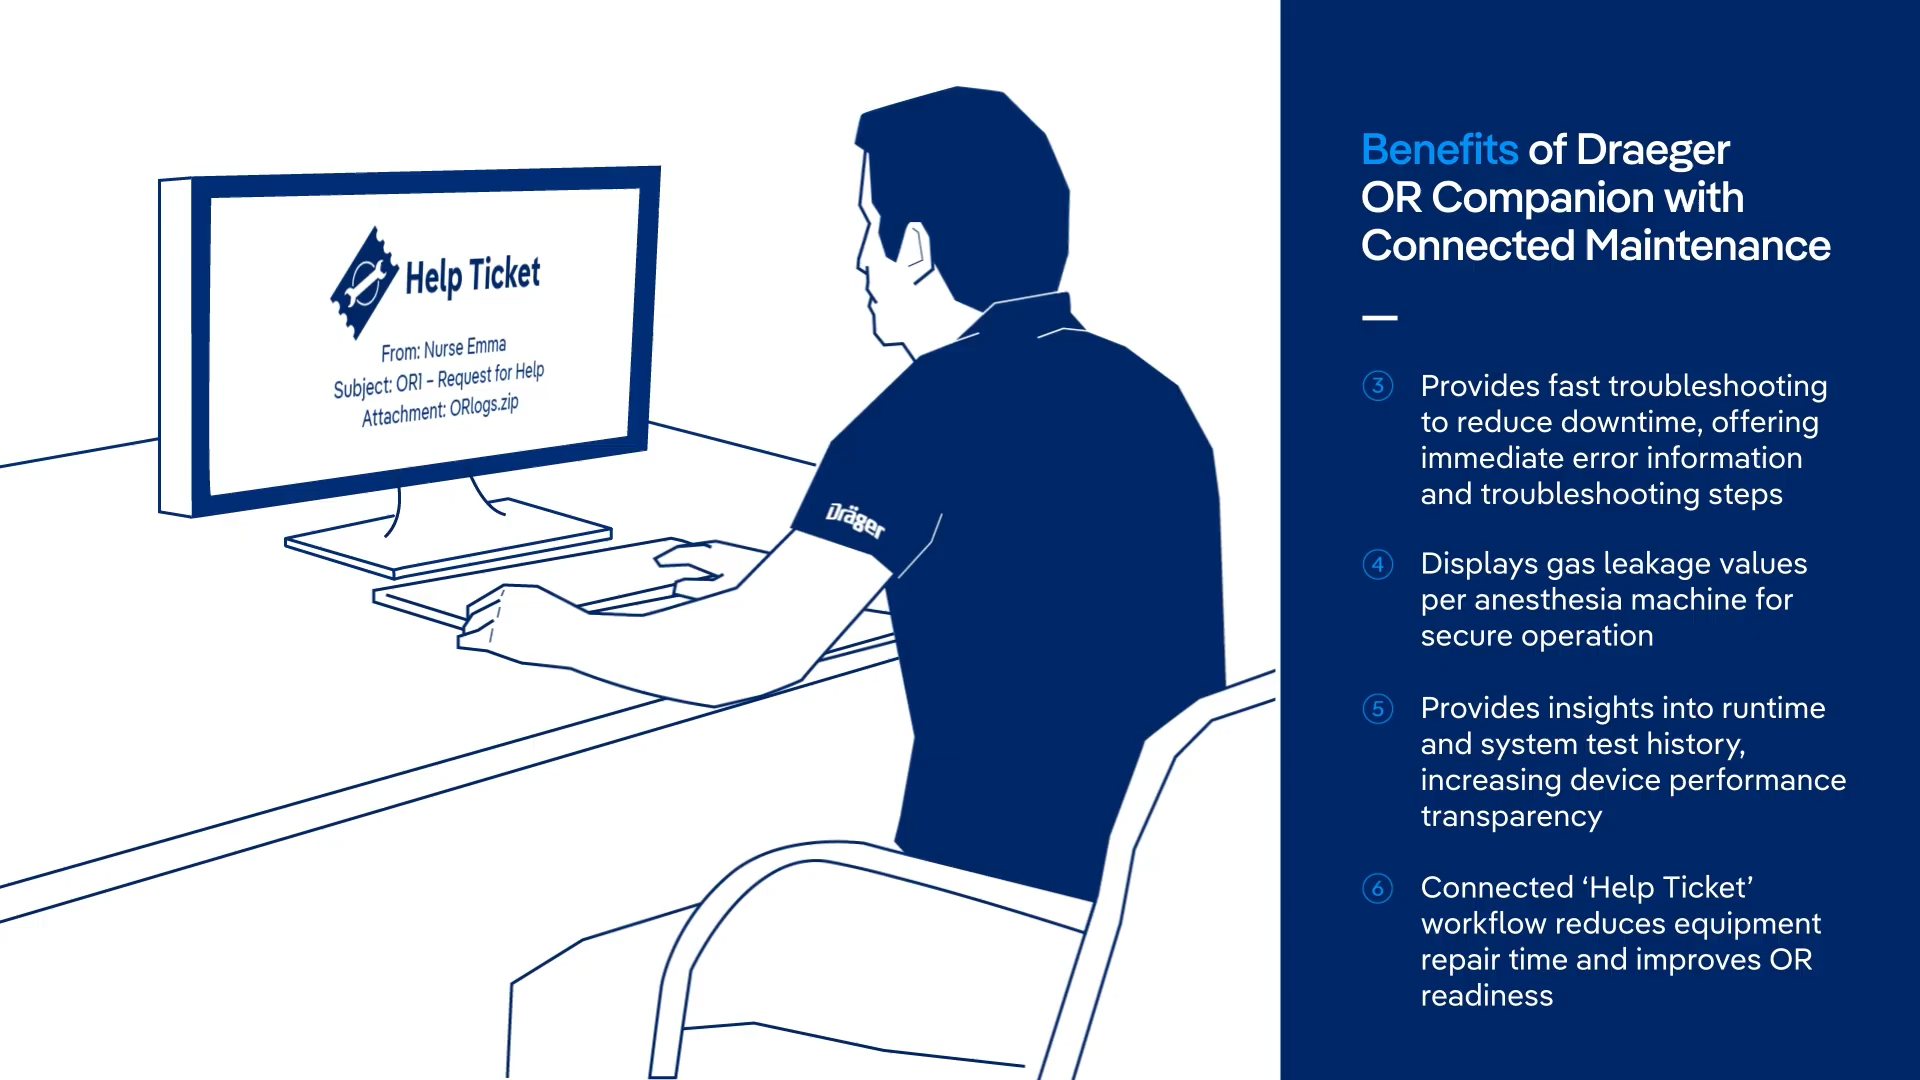 Help Ticket
From: Nurse Emma
Subject: OR1 – Request for Help
Attachment: ORlogs.zip
Dräger
Benefits of Draeger
OR Companion with
Connected Maintenance
3 Provides fast troubleshooting
to reduce downtime, offering
immediate error information
and troubleshooting steps
4 Displays gas leakage values
per anesthesia machine for
secure operation
5 Provides insights into runtime
and system test history,
increasing device performance
transparency
6 Connected ‘Help Ticket’
workflow reduces equipment
repair time and improves OR
readiness